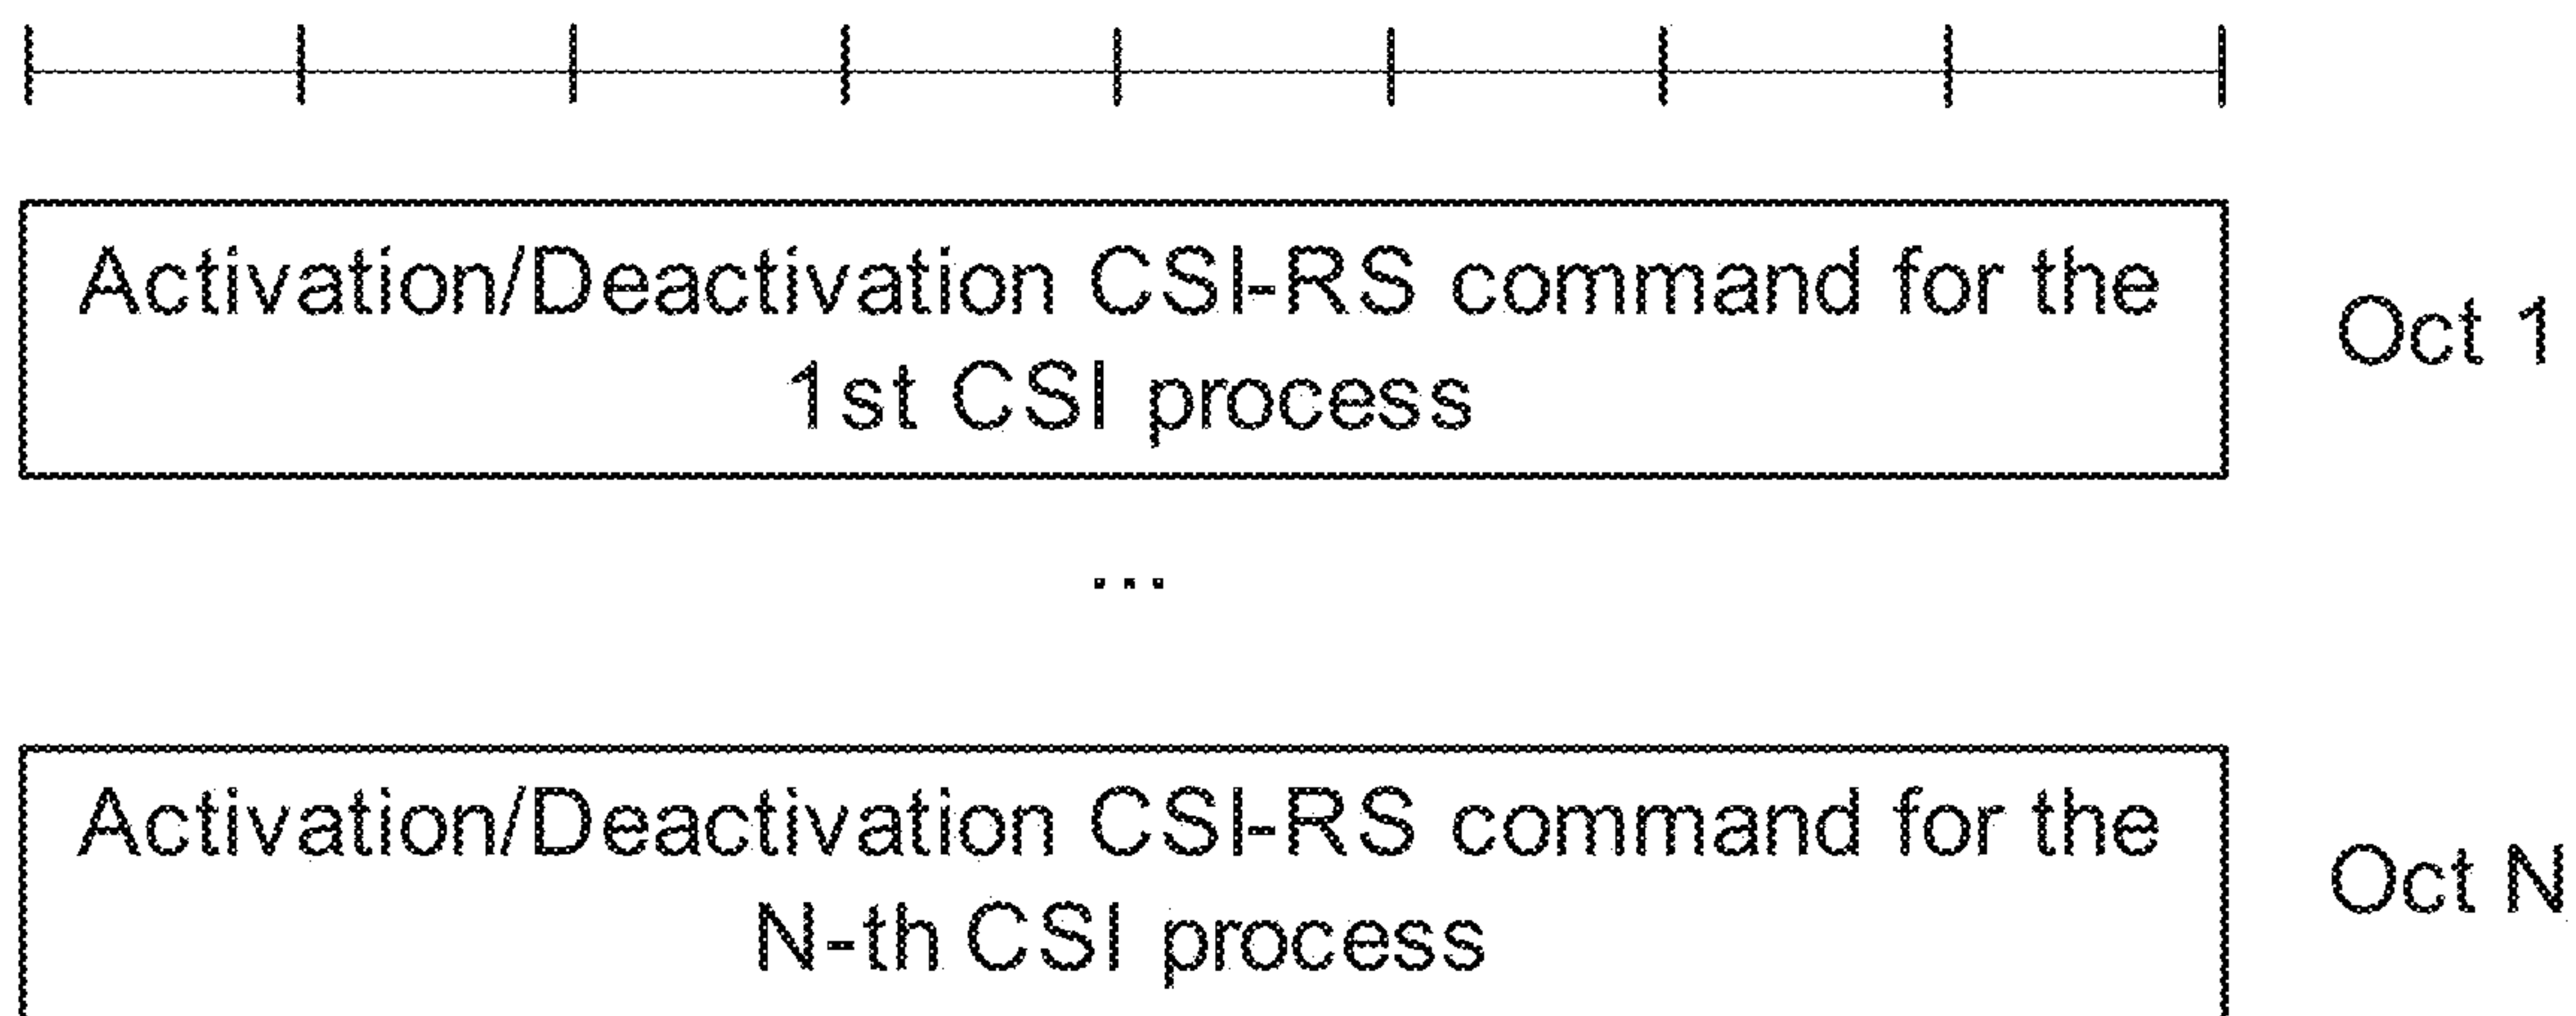 Activation/Deactivation CSI-RS command for the
1st CSI process
Oct 1
...
Activation/Deactivation CSI-RS command for the
N-th CSI process
Oct N